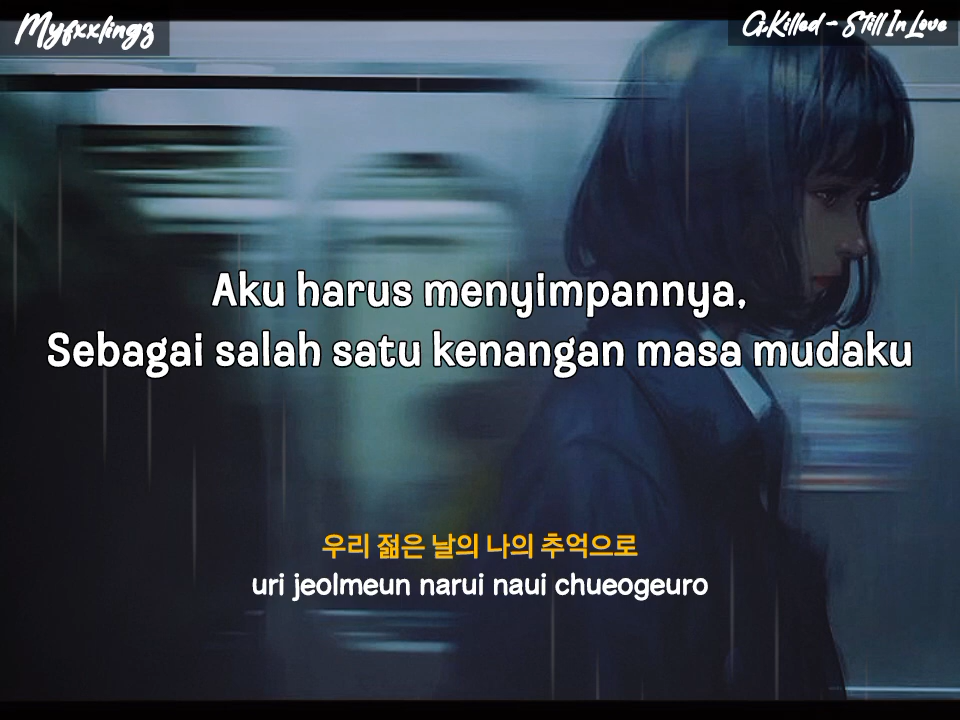 Myfxxlingz
G.Killed - Still In Love
Aku harus menyimpannya,
Sebagai salah satu kenangan masa mudaku
우리 젊은 날의 나의 추억으로
uri jeolmeun narui naui chueogeuro